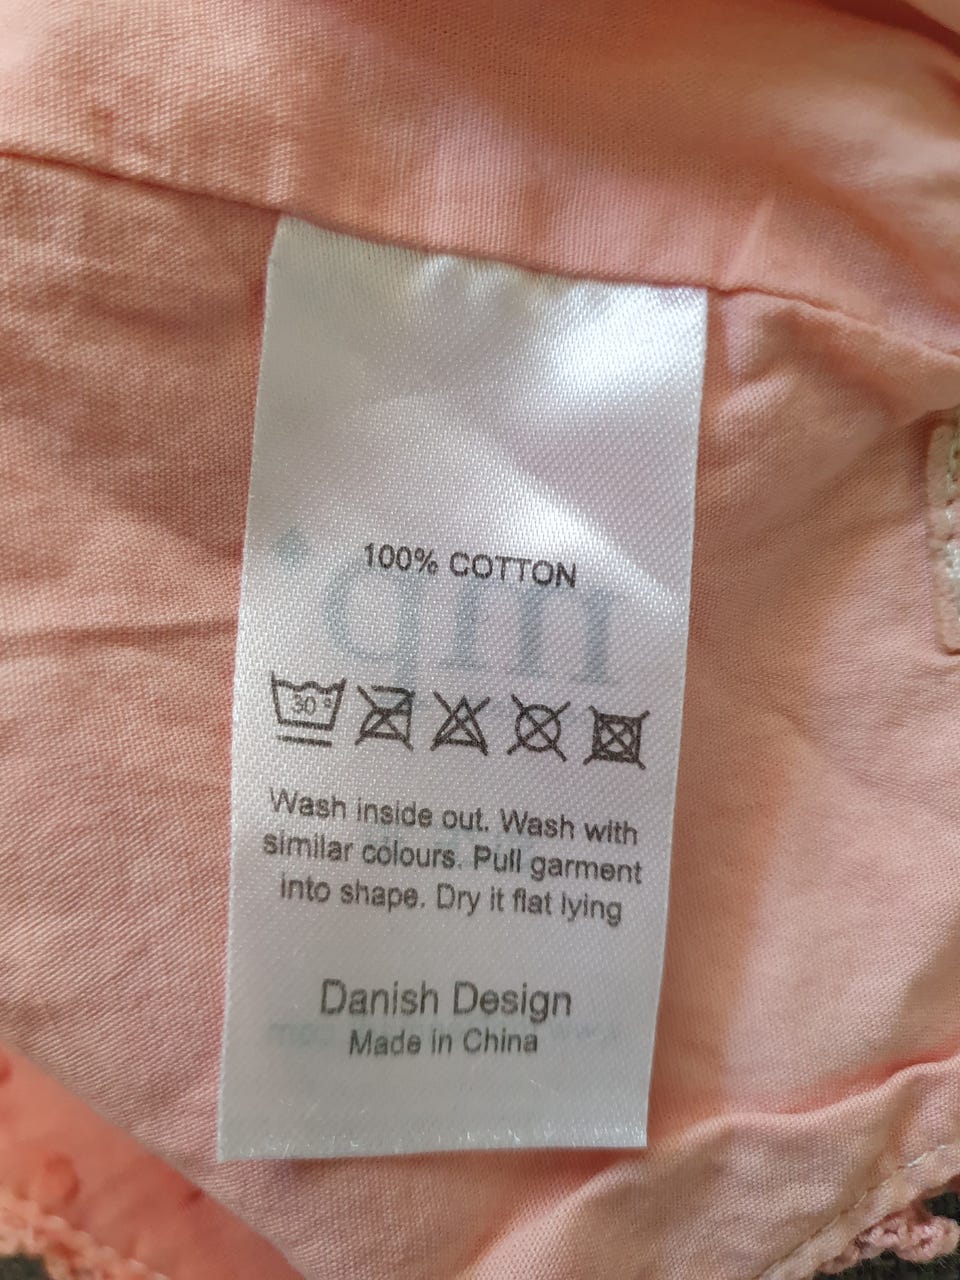 100% COTTON
30°
Wash inside out. Wash with
similar colours. Pull garment
into shape. Dry it flat lying
Danish Design
Made in China